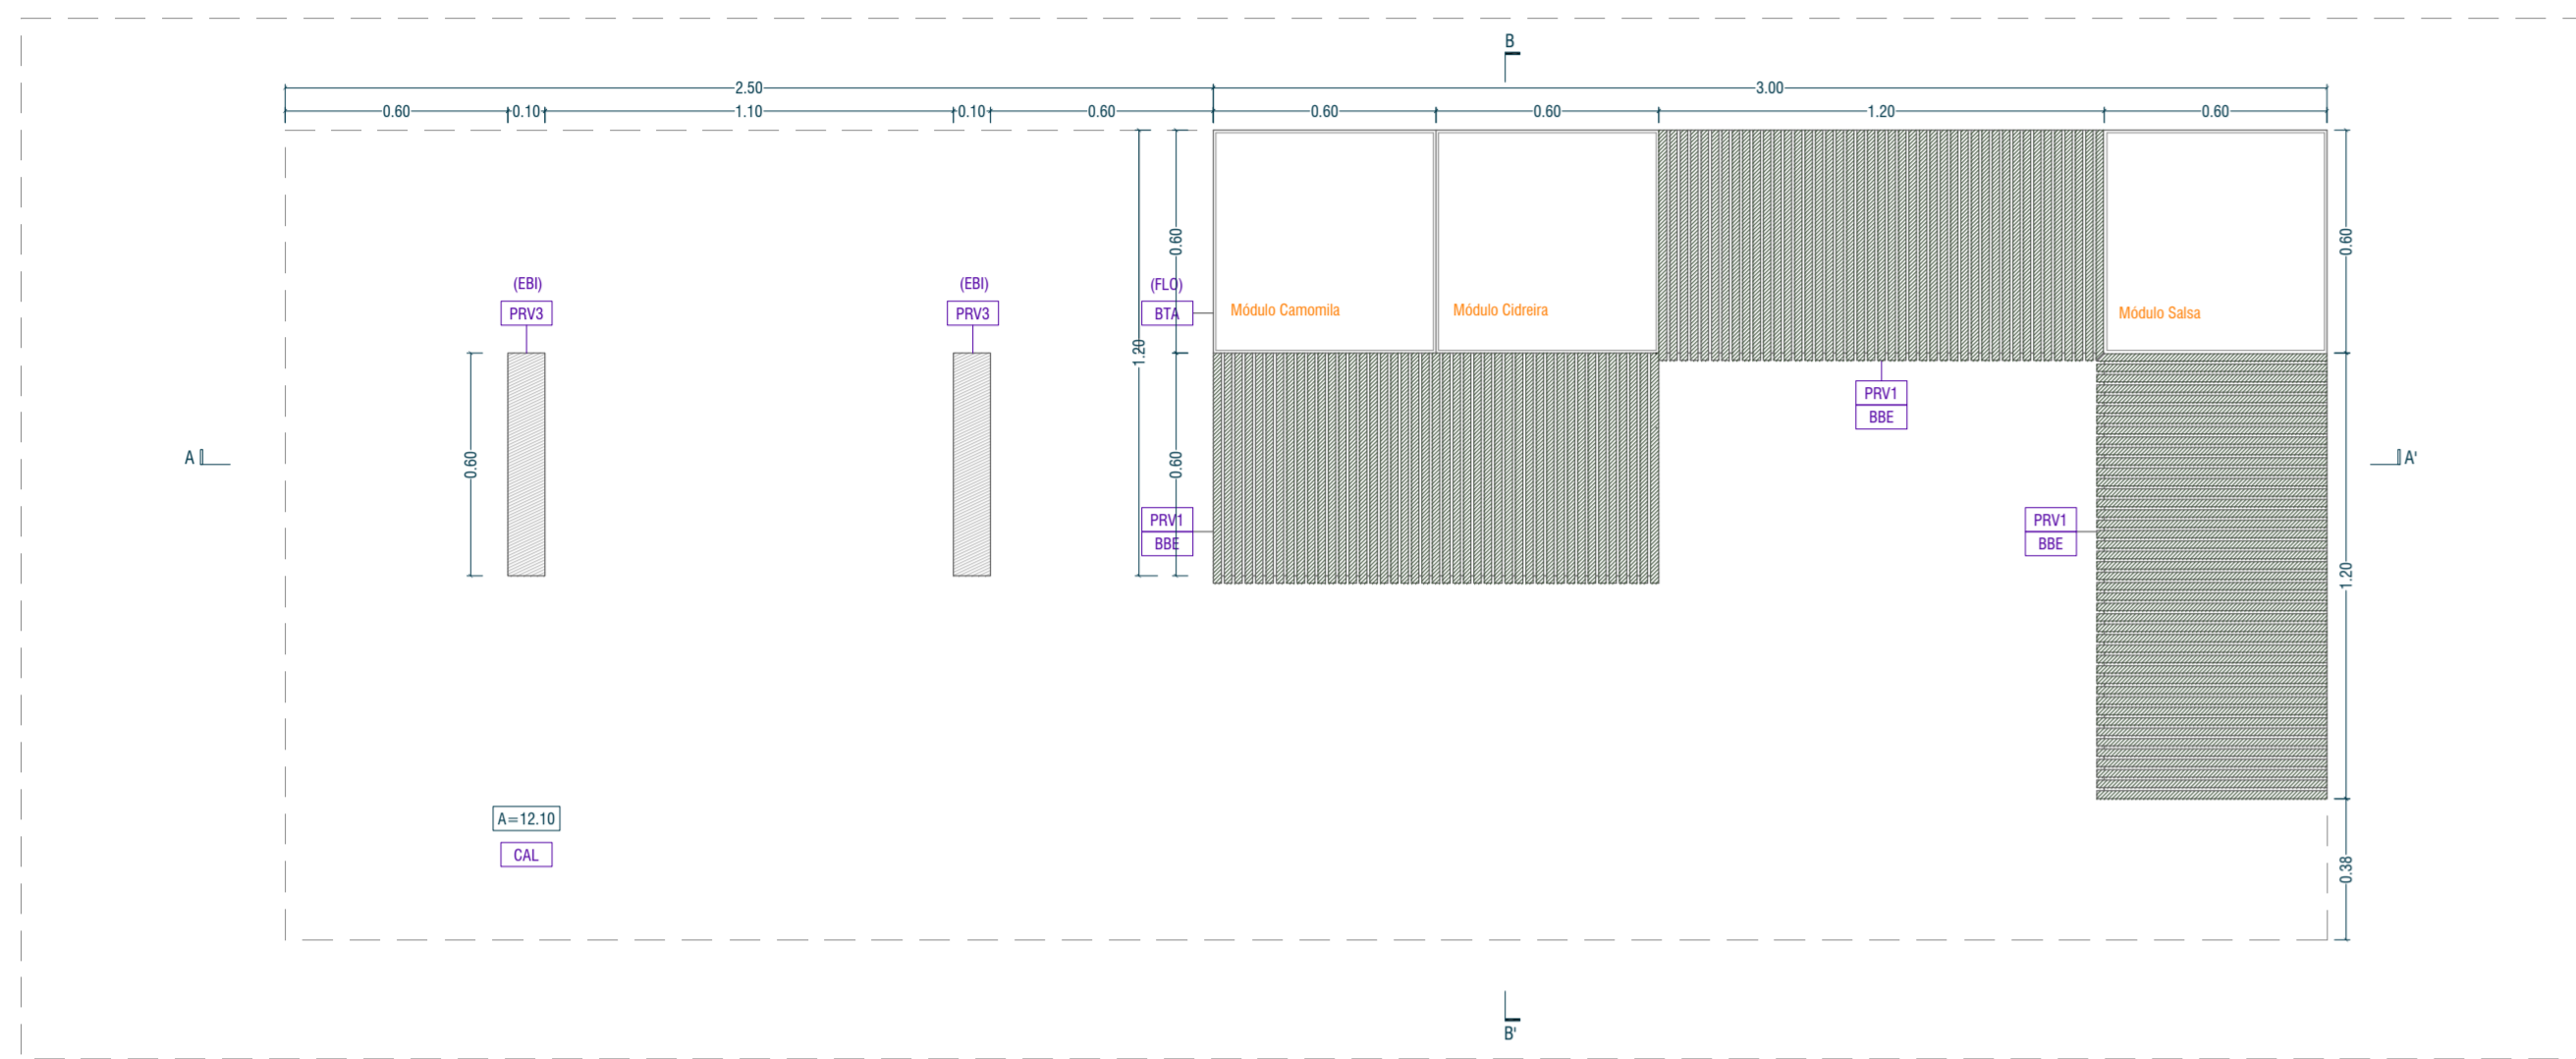 B
2.50
3.00
0.60
0.10
1.10
0.10
0.60
0.60
0.60
1.20
0.60
0.60
0.60
(EBI)
(EBI)
(FLO)
PRV3
PRV3
BTA
Módulo Camomila
Módulo Cidreira
Módulo Salsa
1.20
PRV1
BBE
A
0.60
0.60
A'
PRV1
BBE
PRV1
BBE
1.20
A=12.10
CAL
0.38
B'